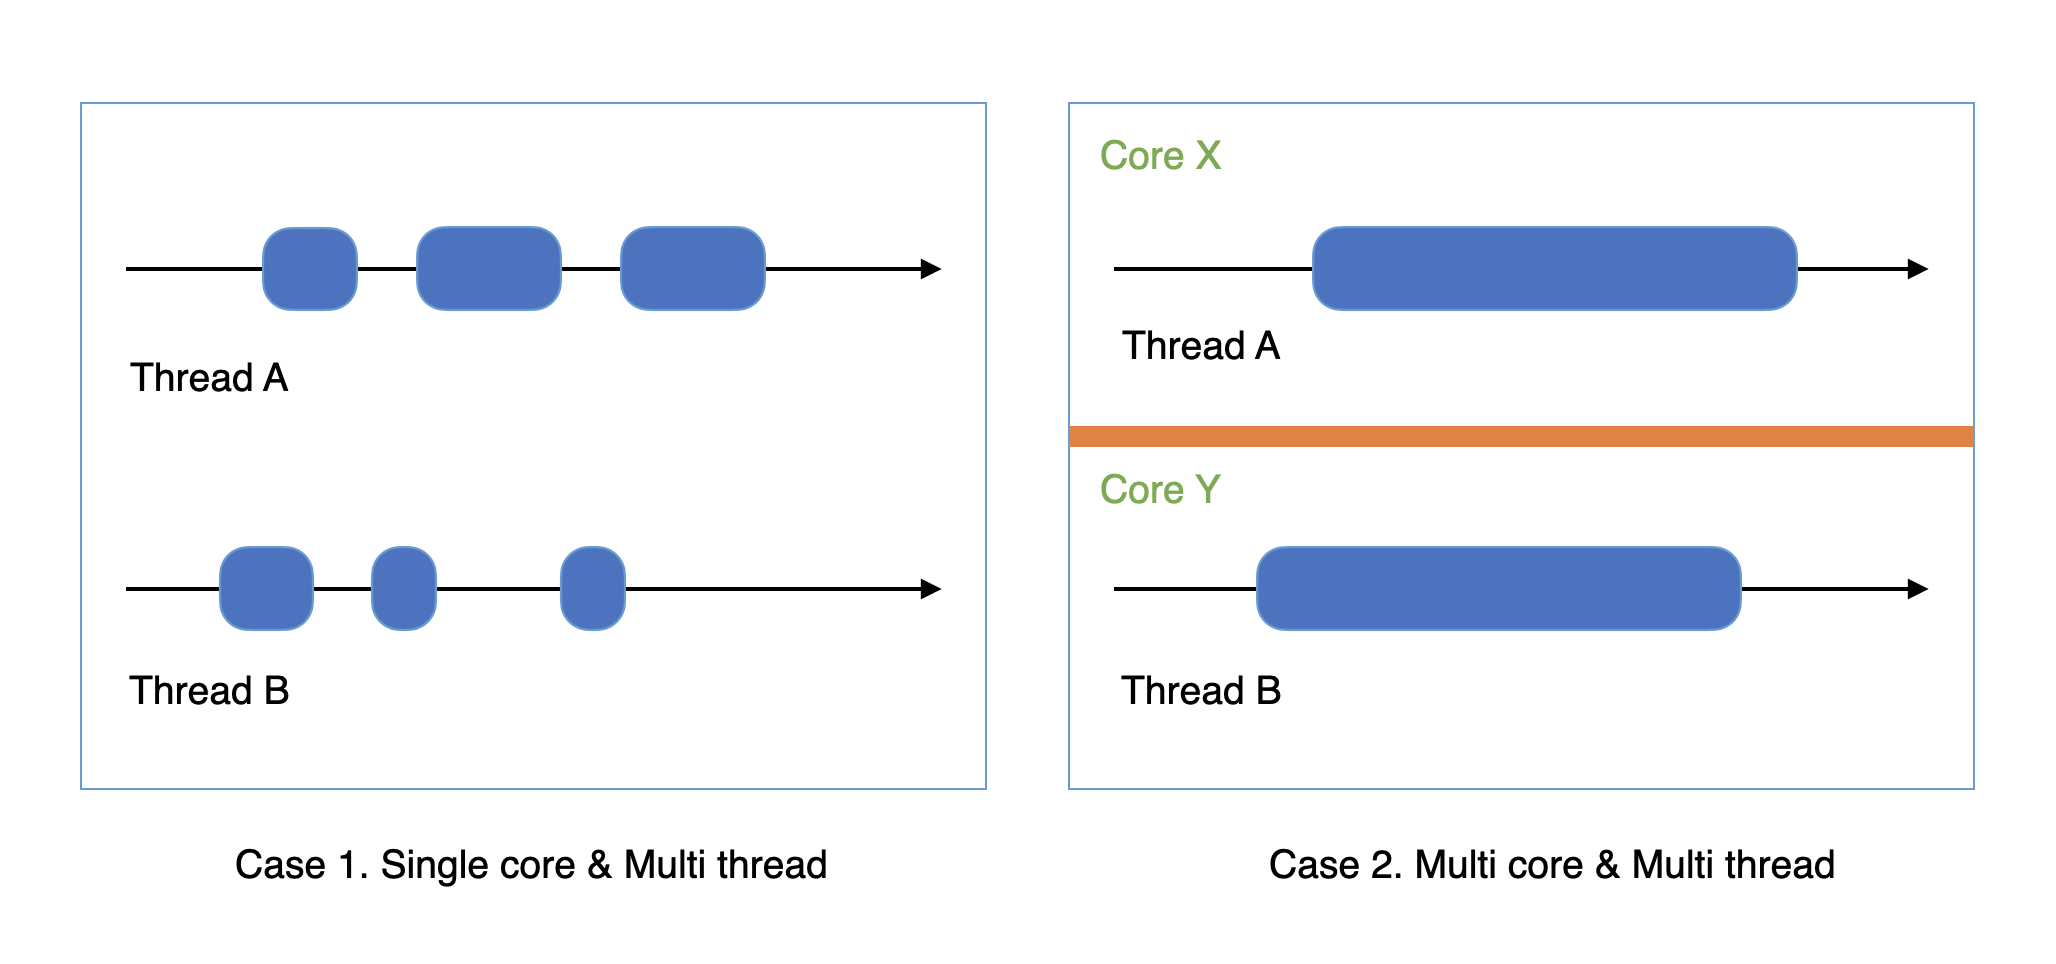 Thread A
Thread B
Case 1. Single core & Multi thread
Core X
Thread A
Core Y
Thread B
Case 2. Multi core & Multi thread